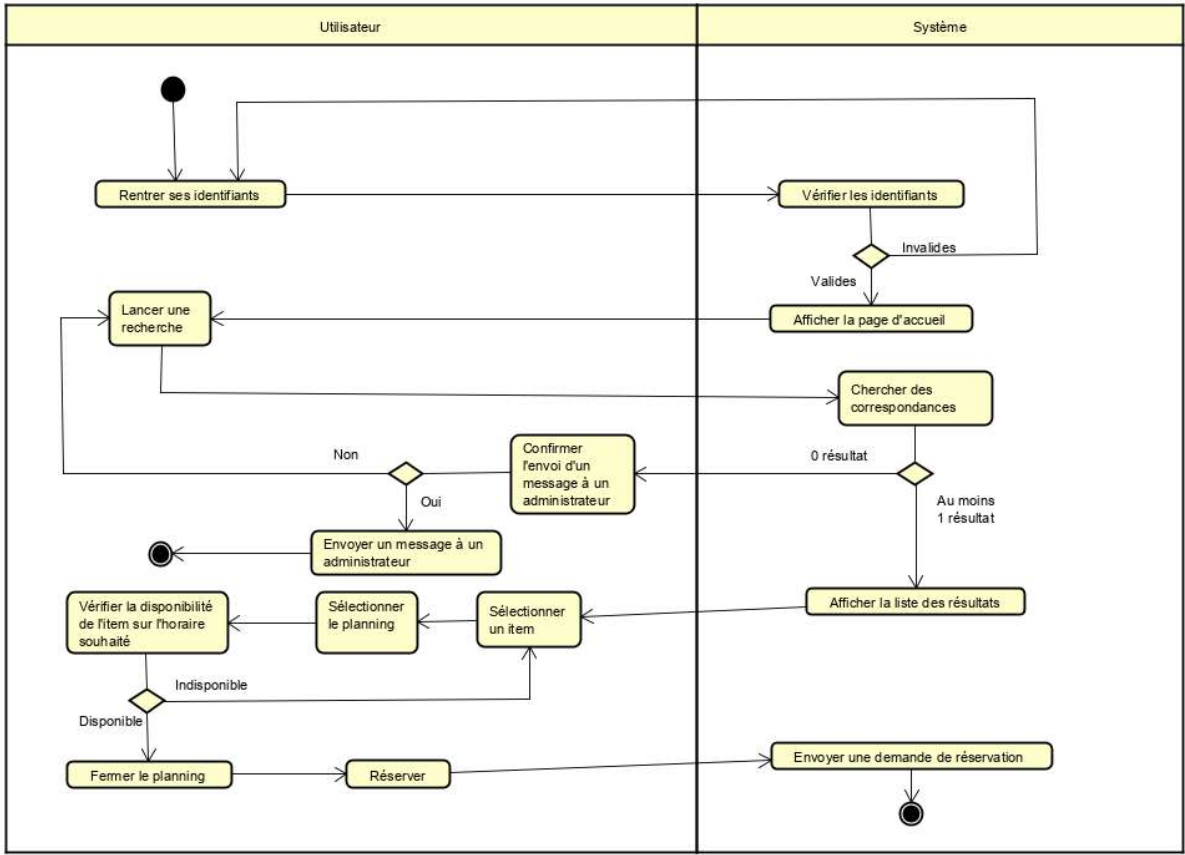 Utilisateur
Système
Rentrer ses identifiants
Vérifier les identifiants
Invalides
Valides
Afficher la page d'accueil
Lancer une
recherche
Chercher des
correspondances
0 résultat
Au moins
1 résultat
Confirmer
l'envoi d'un
message à un
administrateur
Non
Oui
Envoyer un message à un
administrateur
Afficher la liste des résultats
Sélectionner
un item
Sélectionner
le planning
Vérifier la disponibilité
de l'item sur l'horaire
souhaité
Indisponible
Disponible
Fermer le planning
Réserver
Envoyer une demande de réservation